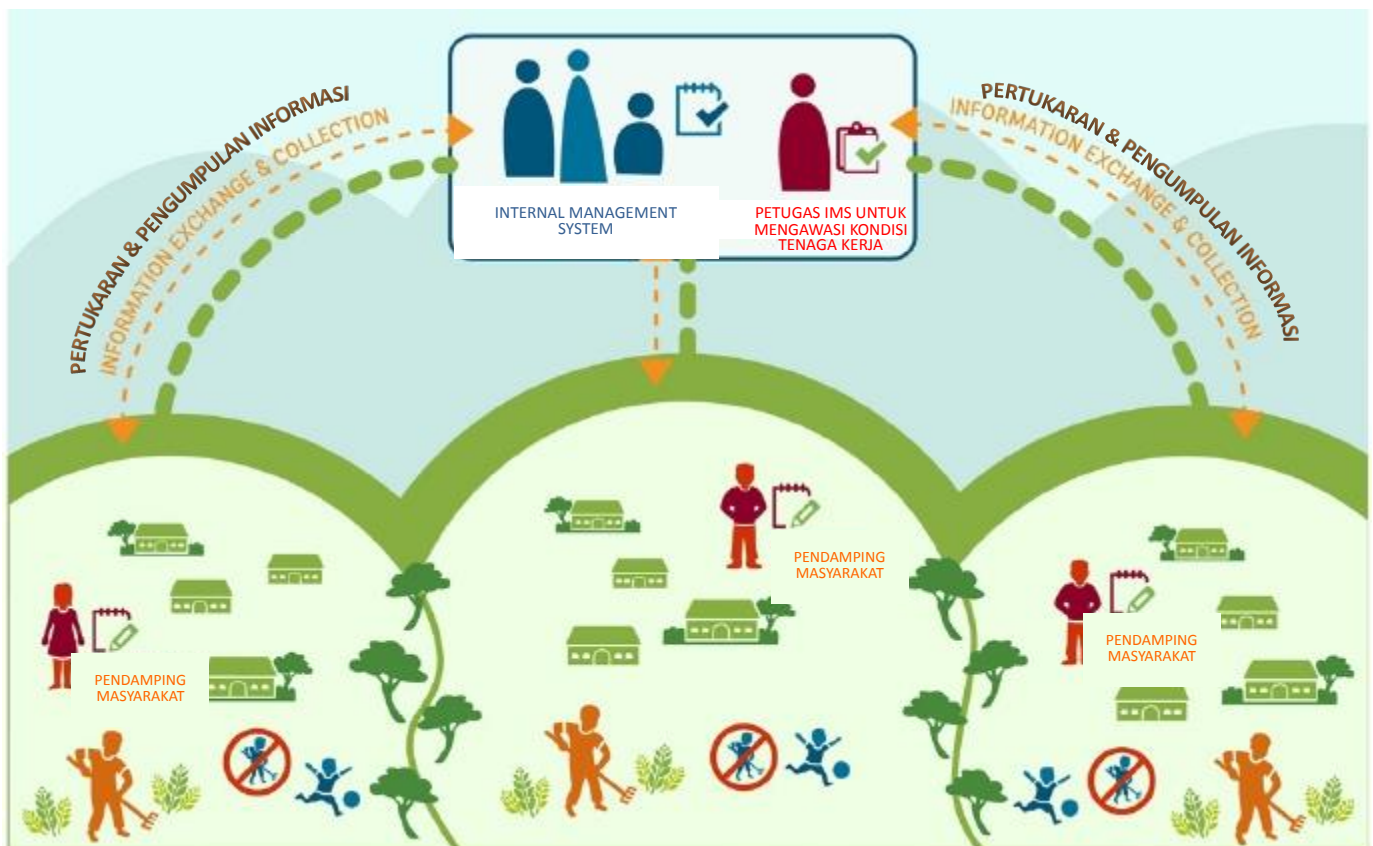 PERTUKARAN & PENGUMPULAN INFORMASI
INFORMATION EXCHANGE & COLLECTION
INTERNAL MANAGEMENT
SYSTEM
PETUGAS IMS UNTUK
MENGAWASI KONDISI
TENAGA KERJA
PERTUKARAN & PENGUMPULAN INFORMASI
INFORMATION EXCHANGE & COLLECTION
PENDAMPING
MASYARAKAT
PENDAMPING
MASYARAKAT
PENDAMPING
MASYARAKAT